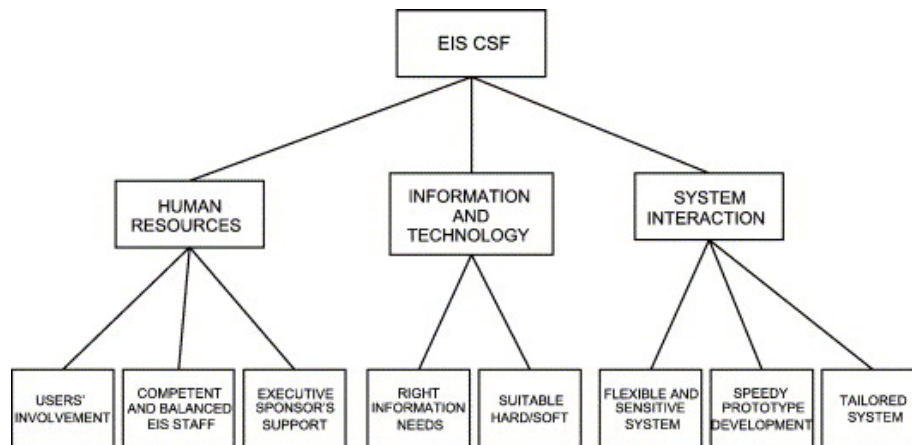 EIS CSF
HUMAN
RESOURCES
INFORMATION
AND
TECHNOLOGY
SYSTEM
INTERACTION
USERS'
INVOLVEMENT
COMPETENT
AND BALANCED
EIS STAFF
EXECUTIVE
SPONSOR'S
SUPPORT
RIGHT
INFORMATION
NEEDS
SUITABLE
HARD/SOFT
FLEXIBLE AND
SENSITIVE
SYSTEM
SPEEDY
PROTOTYPE
DEVELOPMENT
TAILORED
SYSTEM